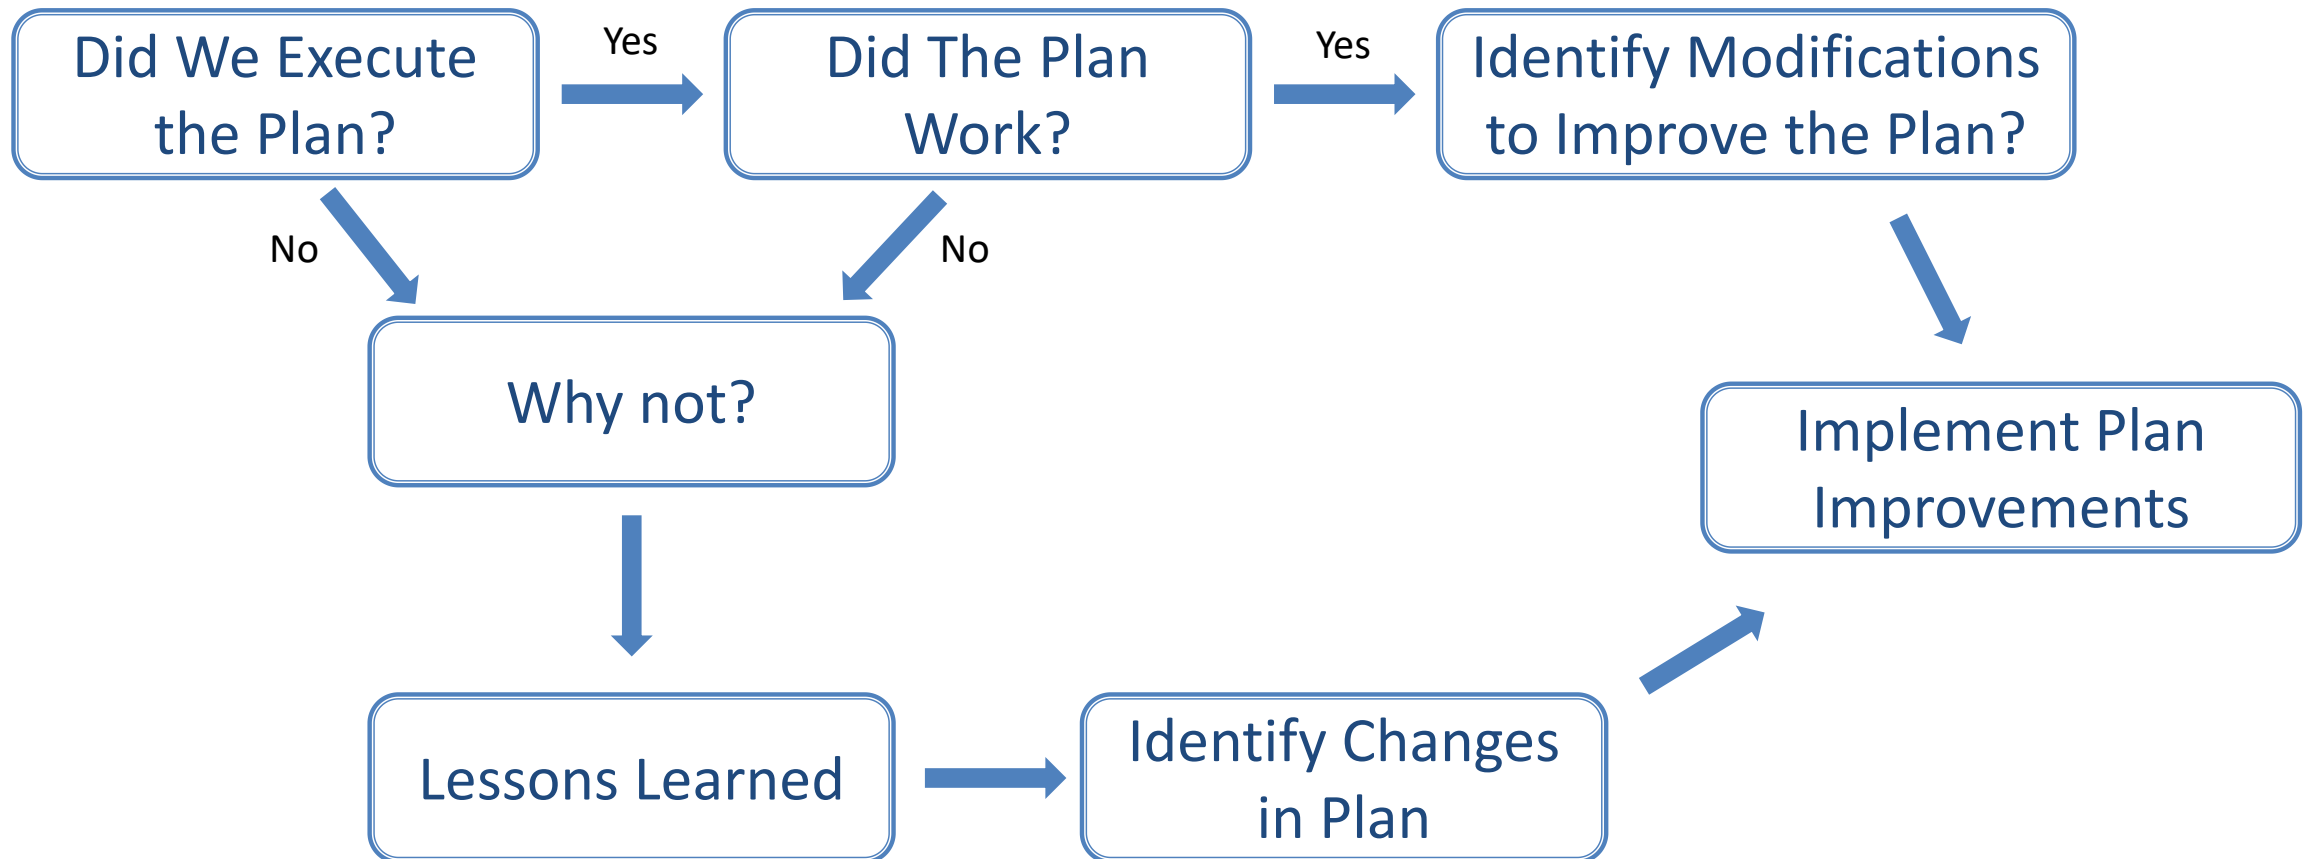 Did We Execute
the Plan?
Yes
Did The Plan
Work?
Yes
Identify Modifications
to Improve the Plan?
No
No
Why not?
Implement Plan
Improvements
Lessons Learned
Identify Changes
in Plan